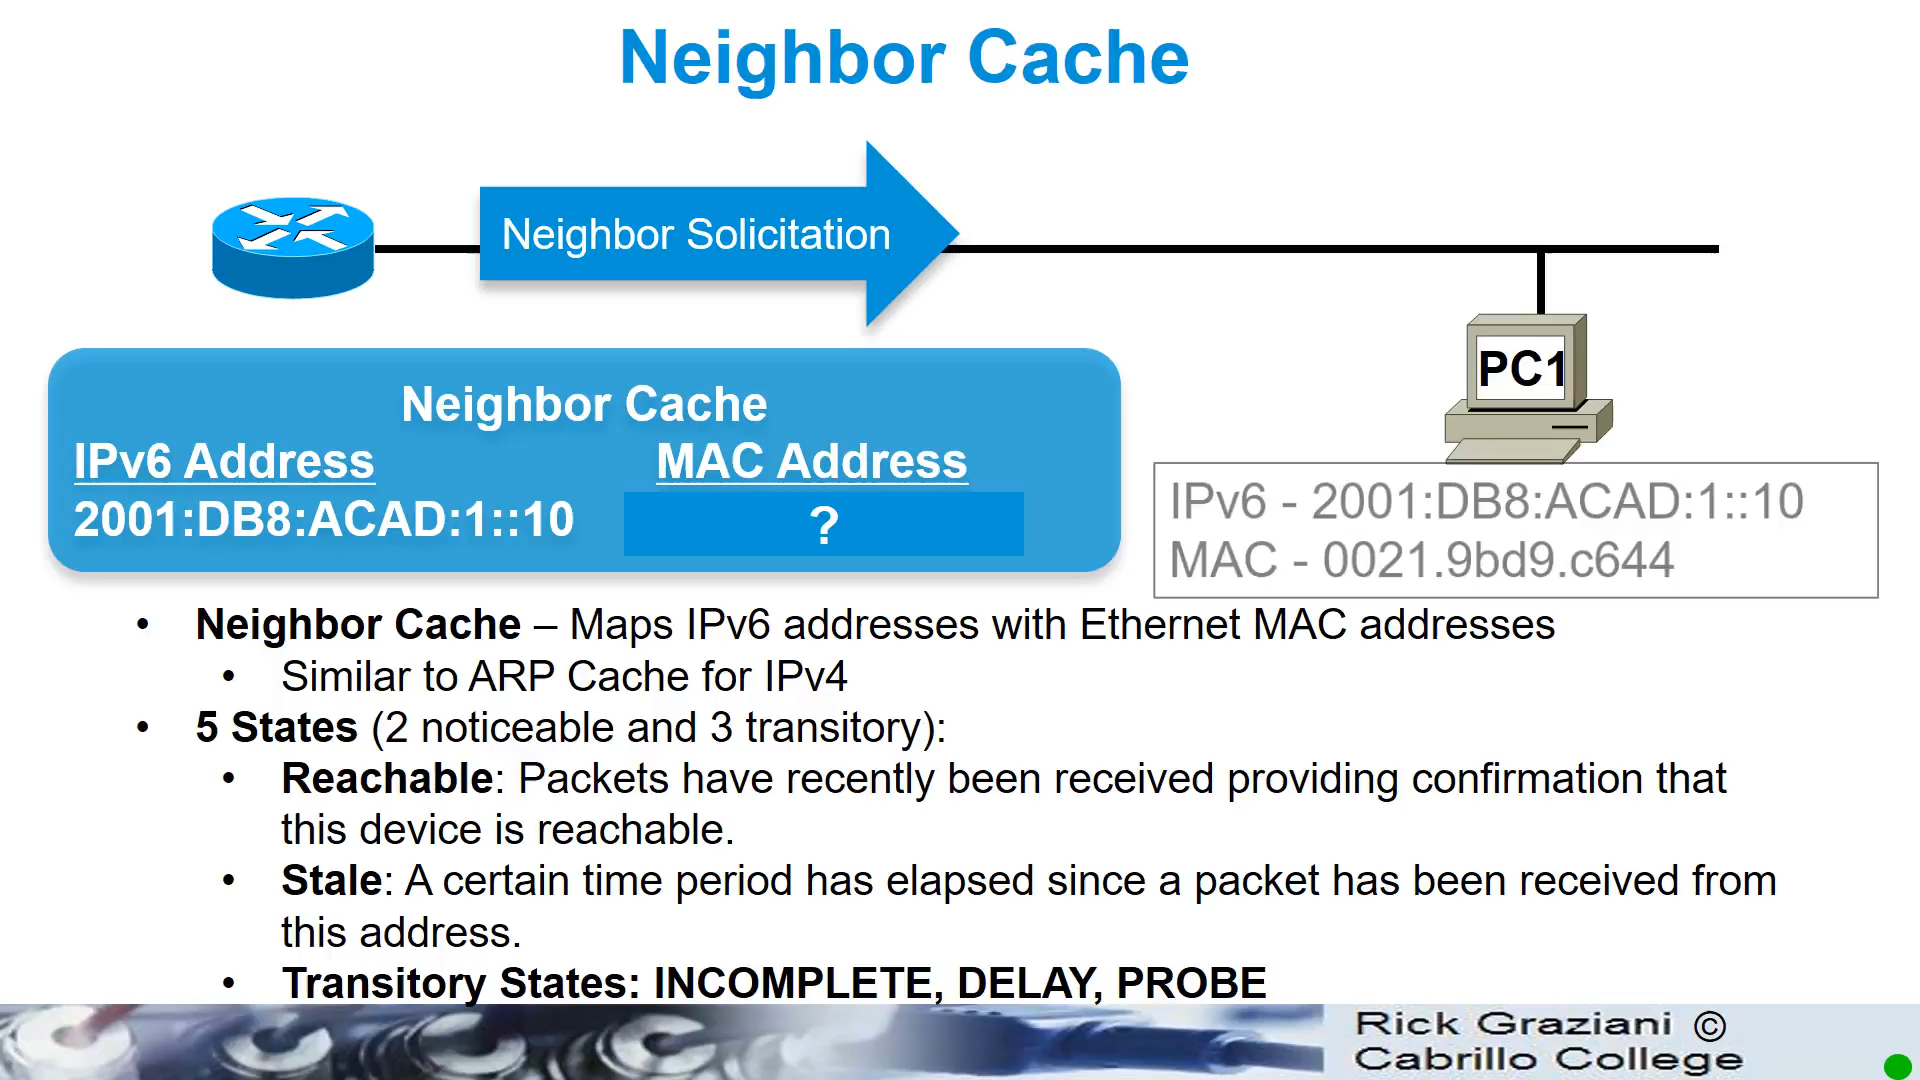 Neighbor Cache
Neighbor Solicitation
PC1
Neighbor Cache
IPv6 Address MAC Address
2001:DB8:ACAD:1::10 ?
IPv6 - 2001:DB8:ACAD:1::10
MAC - 0021.9bd9.c644
• Neighbor Cache – Maps IPv6 addresses with Ethernet MAC addresses
• Similar to ARP Cache for IPv4
• 5 States (2 noticeable and 3 transitory):
• Reachable: Packets have recently been received providing confirmation that
this device is reachable.
• Stale: A certain time period has elapsed since a packet has been received from
this address.
• Transitory States: INCOMPLETE, DELAY, PROBE
Rick Graziani ©
Cabrillo College